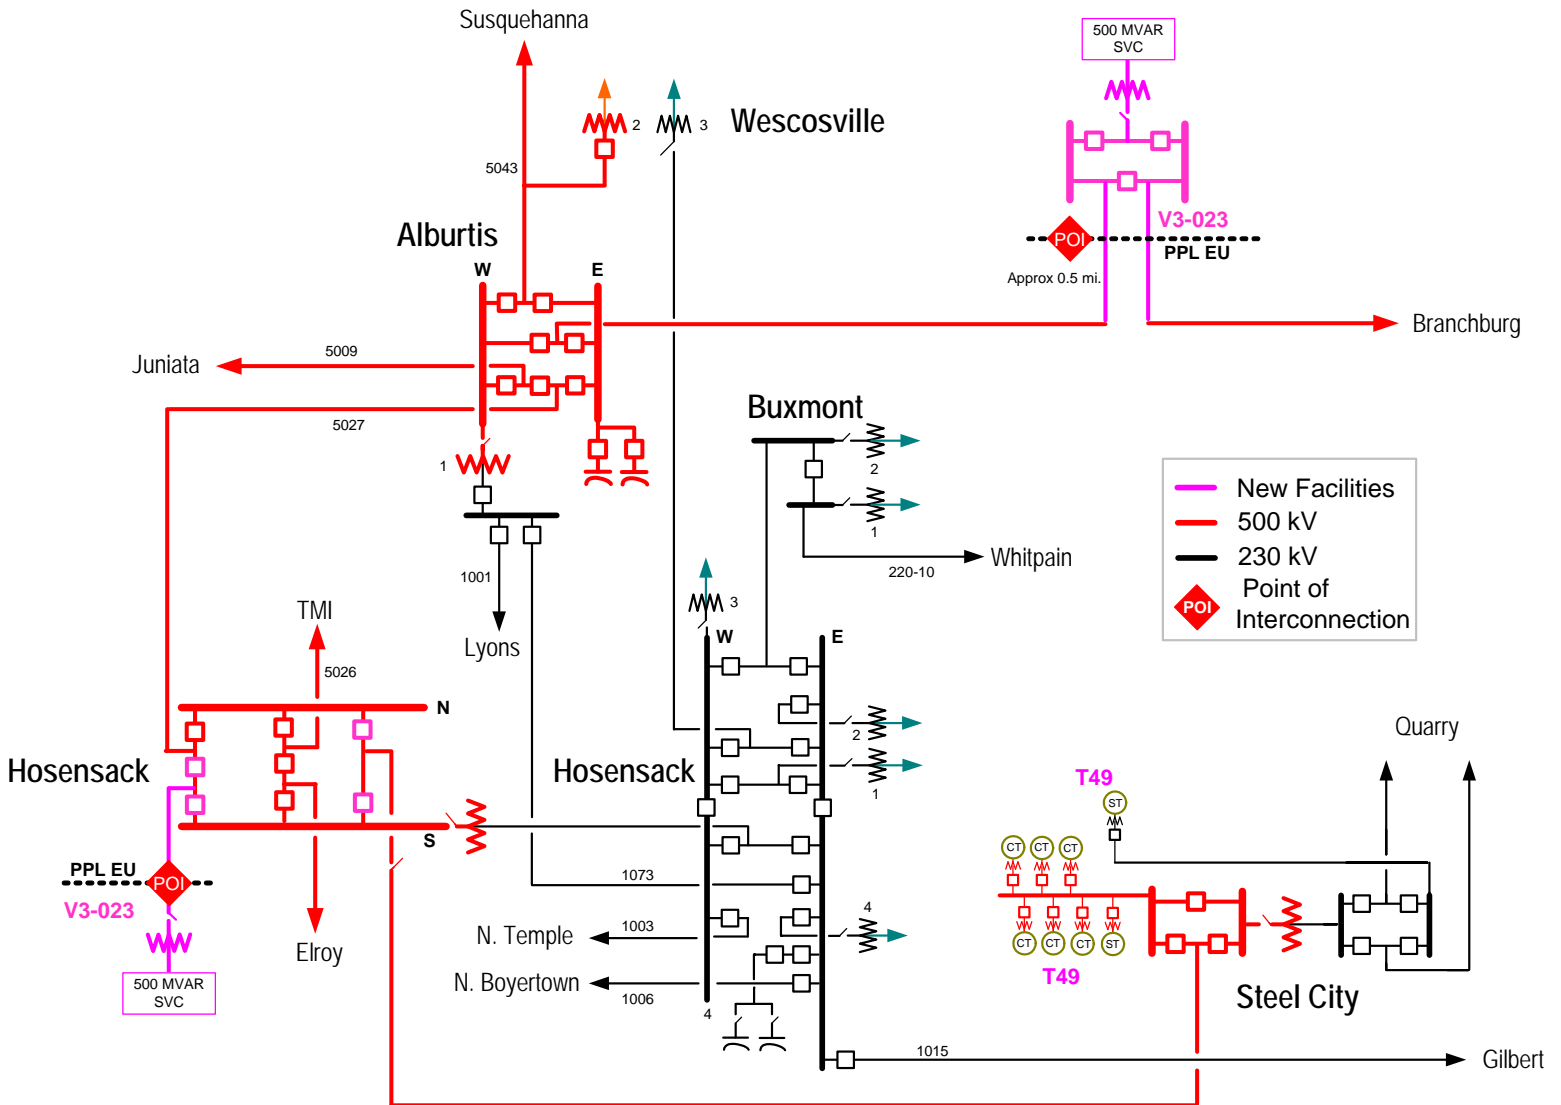 Susquehanna
500 MVAR
SVC
2
3
Wescosville
5043
V3-023
POI
PPL EU
Approx 0.5 mi.
Alburtis
W
E
Branchburg
Juniata
5009
5027
Buxmont
1
2
1
New Facilities
500 kV
230 kV
POI
Point of
Interconnection
220-10
Whitpain
1001
Lyons
TMI
5026
3
W
E
N
Hosensack
S
Hosensack
2
1
Quarry
T49
ST
CT
CT
CT
PPL EU
POI
V3-023
1073
4
Elroy
N. Temple
1003
CT
CT
CT
ST
T49
500 MVAR
SVC
N. Boyertown
1006
4
Steel City
1015
Gilbert